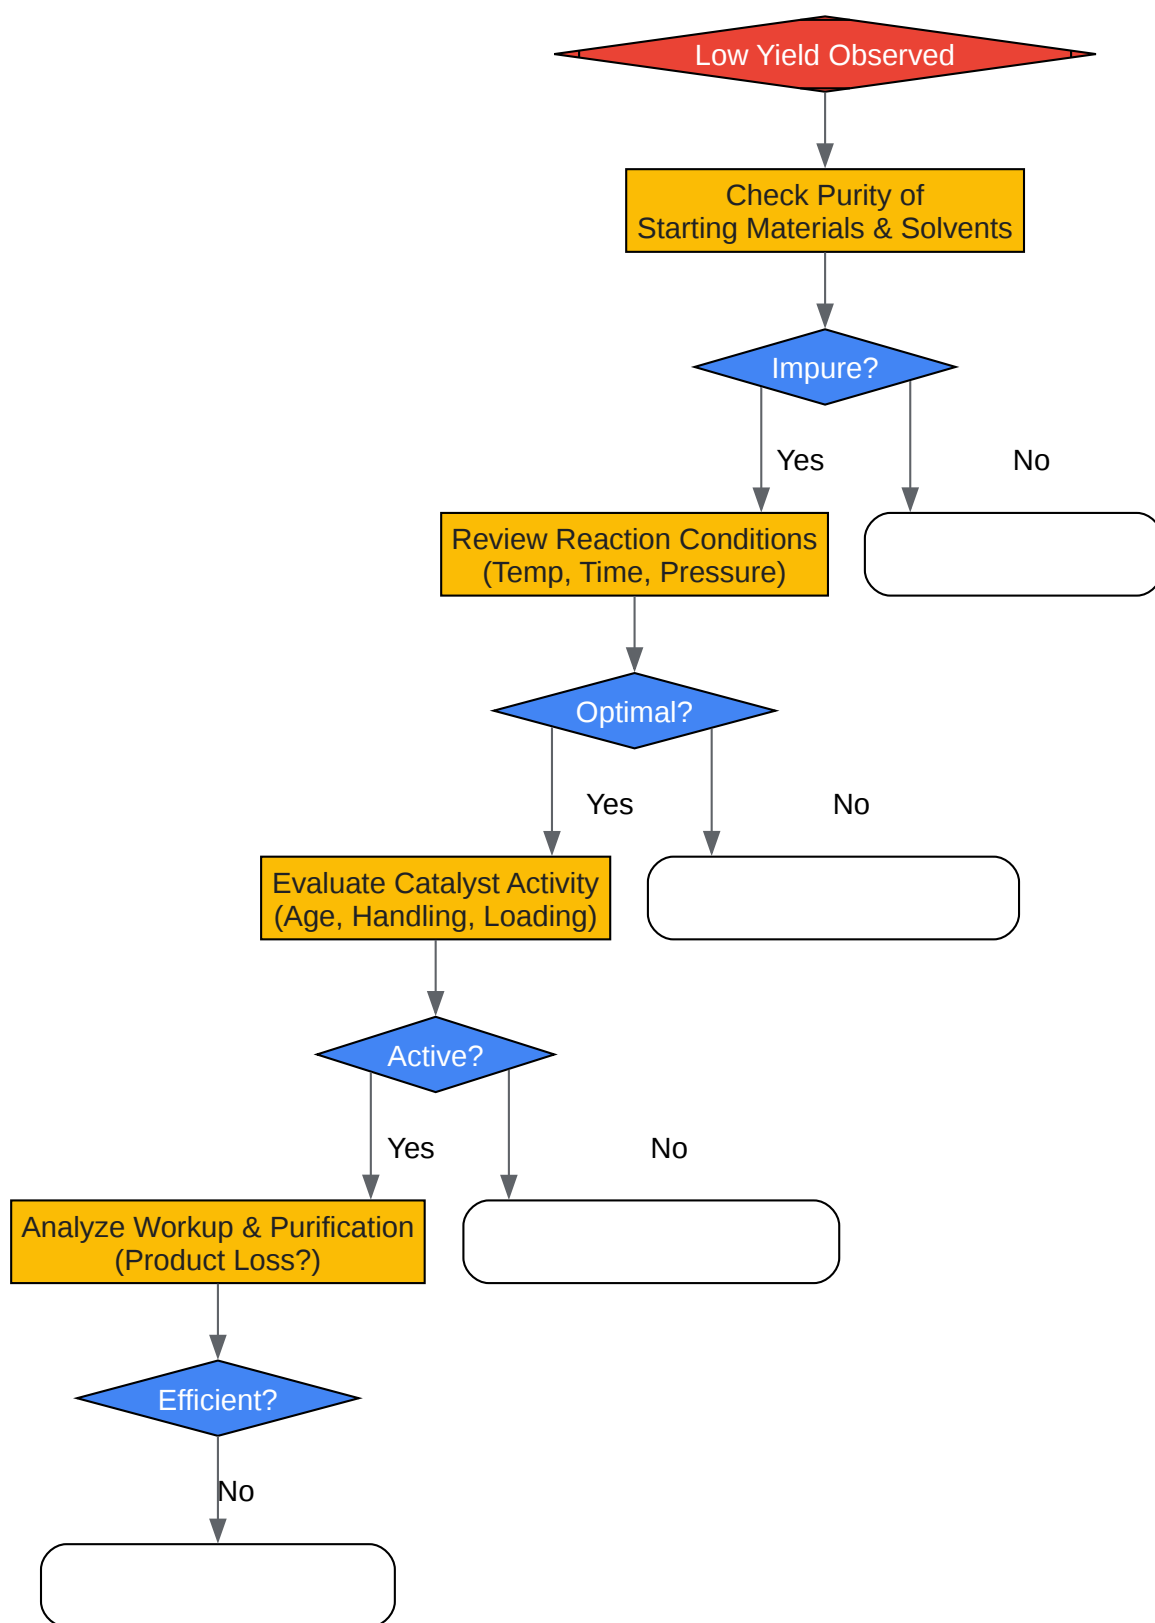 Low Yield Observed
Check Purity of
Starting Materials & Solvents
Impure?
Yes
No
Review Reaction Conditions
(Temp, Time, Pressure)
Optimal?
Yes
No
Evaluate Catalyst Activity
(Age, Handling, Loading)
Active?
Yes
No
Analyze Workup & Purification
(Product Loss?)
Efficient?
No